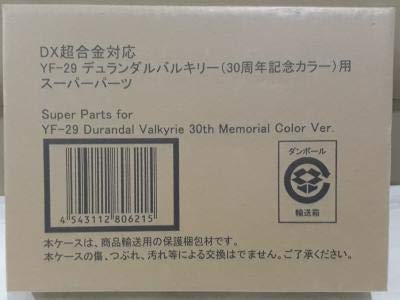 DX超合金対応
YF-29 デュランダルバルキリー（30周年記念カラー）用
スーパーパーツ
Super Parts for
YF-29 Durandal Valkyrie 30th Memorial Color Ver.
4 543112 806215
ダンボール
輸送箱
本ケースは、商品輸送用の保護梱包材です。
本ケースの傷、つぶれ、汚れ等による交換はできません。ご了承ください。